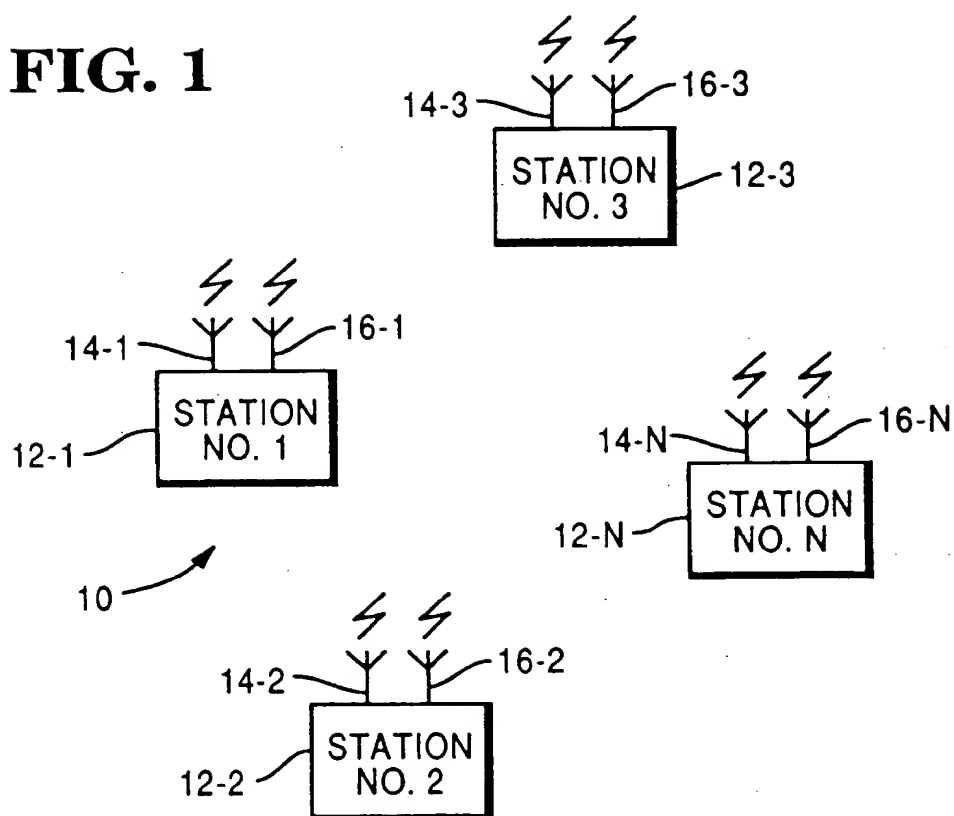 FIG. 1
14-3
16-3
STATION
NO. 3
12-3
14-1
16-1
STATION
NO. 1
12-1
14-N
16-N
STATION
NO. N
12-N
10
14-2
16-2
STATION
NO. 2
12-2